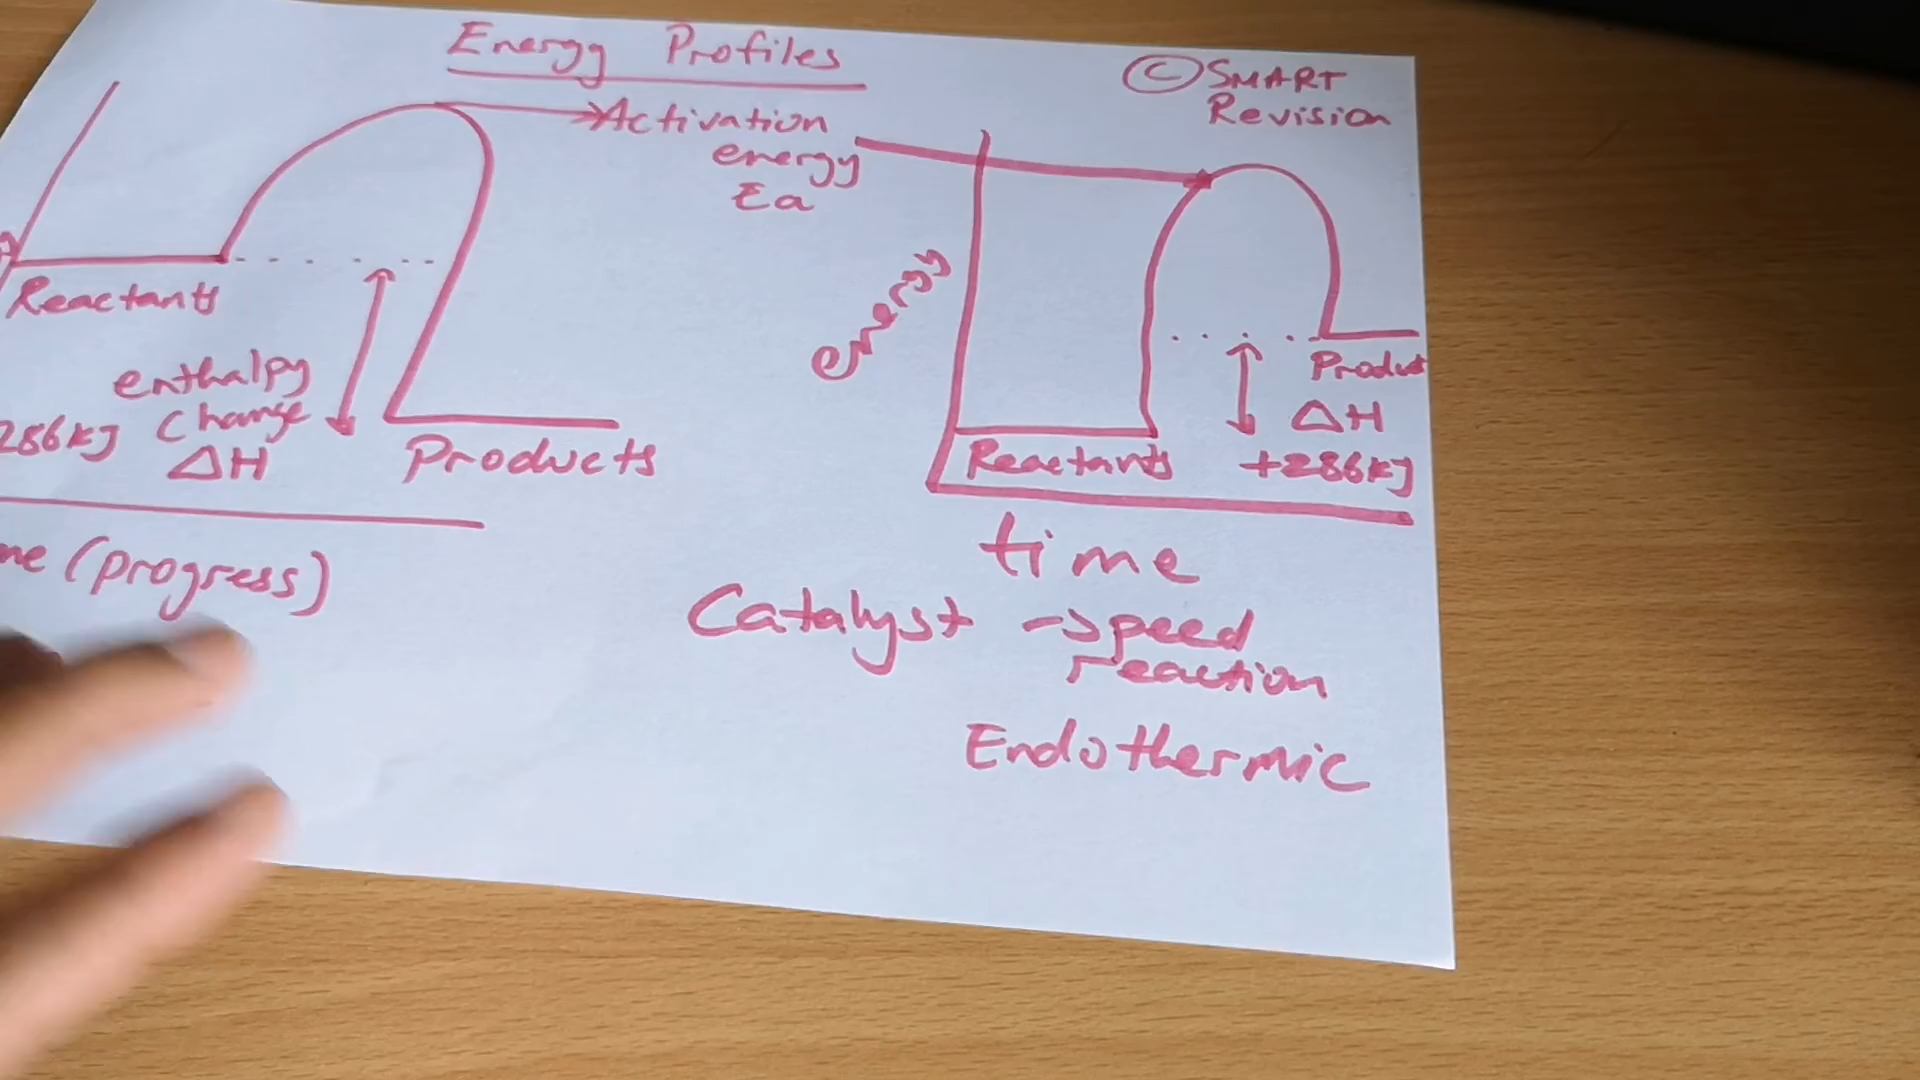 Energy Profiles
© SMART
Revision
Activation
energy
Ea
Reactants
enthalpy
change
ΔH
286kJ
Products
(progress)
energy
Reactants
Product
ΔH
+286kJ
time
Catalyst → speed
reaction
Endothermic